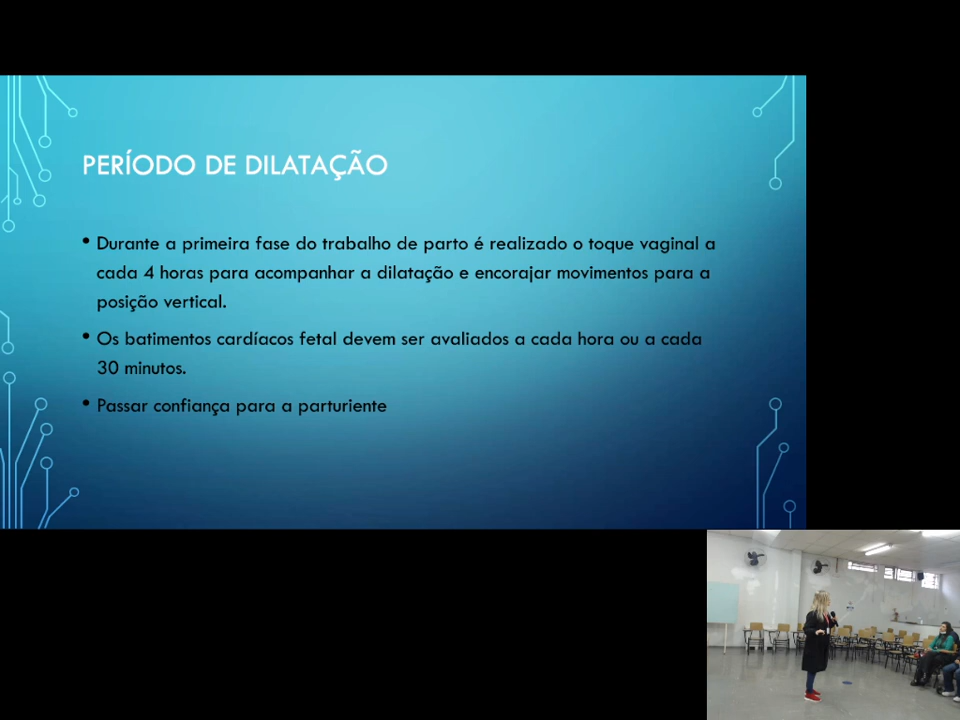 PERÍODO DE DILATAÇÃO
• Durante a primeira fase do trabalho de parto é realizado o toque vaginal a
cada 4 horas para acompanhar a dilatação e encorajar movimentos para a
posição vertical.
• Os batimentos cardíacos fetal devem ser avaliados a cada hora ou a cada
30 minutos.
• Passar confiança para a parturiente